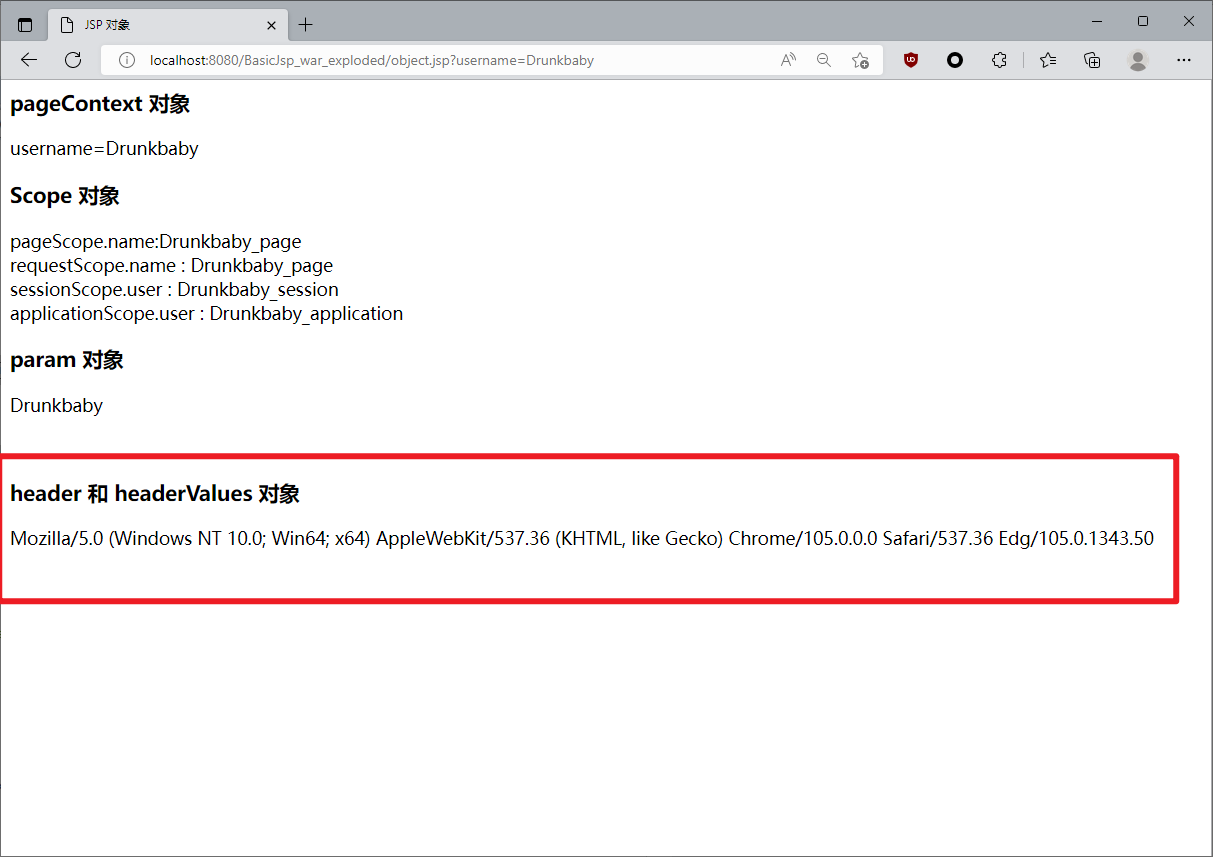 JSP 对象
localhost:8080/BasicJsp_war_exploded/object.jsp?username=Drunkbaby
pageContext 对象
username=Drunkbaby
Scope 对象
pageScope.name:Drunkbaby_page
requestScope.name : Drunkbaby_page
sessionScope.user : Drunkbaby_session
applicationScope.user : Drunkbaby_application
param 对象
Drunkbaby
header 和 headerValues 对象
Mozilla/5.0 (Windows NT 10.0; Win64; x64) AppleWebKit/537.36 (KHTML, like Gecko) Chrome/105.0.0.0 Safari/537.36 Edg/105.0.1343.50